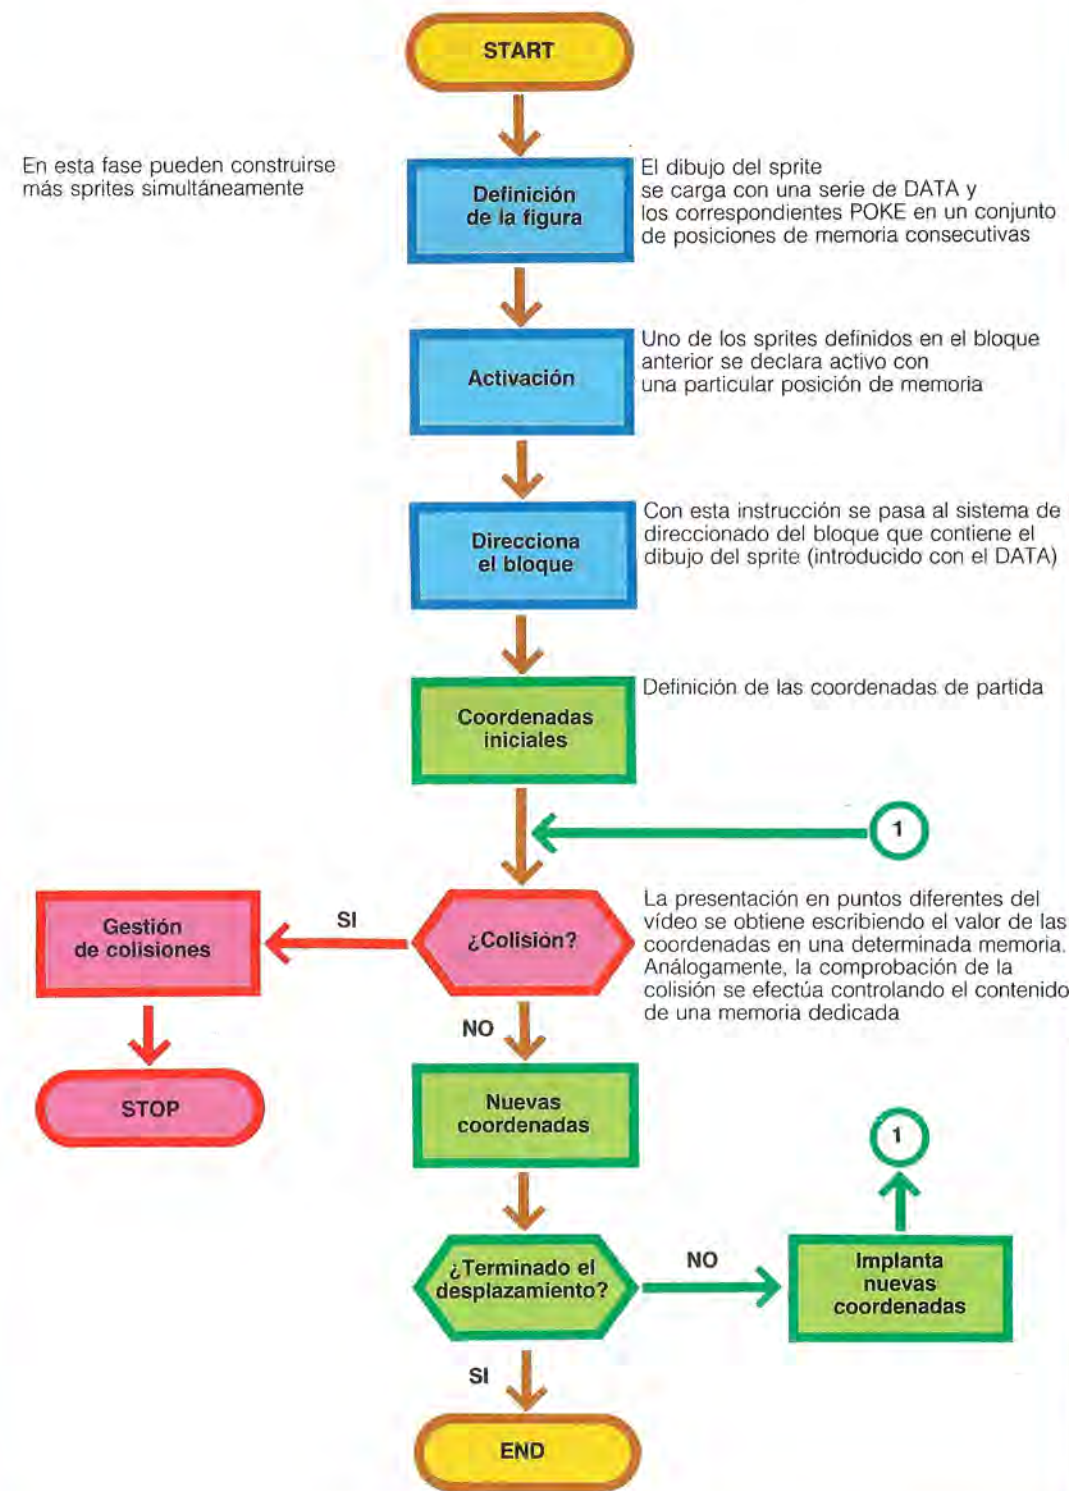 START
En esta fase pueden construirse
más sprites simultáneamente
Definición
de la figura
El dibujo del sprite
se carga con una serie de DATA y
los correspondientes POKE en un conjunto
de posiciones de memoria consecutivas
Activación
Uno de los sprites definidos en el bloque
anterior se declara activo con
una particular posición de memoria
Direcciona
el bloque
Con esta instrucción se pasa al sistema de
direccionado del bloque que contiene el
dibujo del sprite (introducido con el DATA)
Coordenadas
iniciales
Definición de las coordenadas de partida
1
Gestión
de colisiones
SI
¿Colisión?
La presentación en puntos diferentes del
vídeo se obtiene escribiendo el valor de las
coordenadas en una determinada memoria.
Análogamente, la comprobación de la
colisión se efectúa controlando el contenido
de una memoria dedicada
NO
STOP
Nuevas
coordenadas
1
¿Terminado el
desplazamiento?
NO
Implanta
nuevas
coordenadas
SI
END